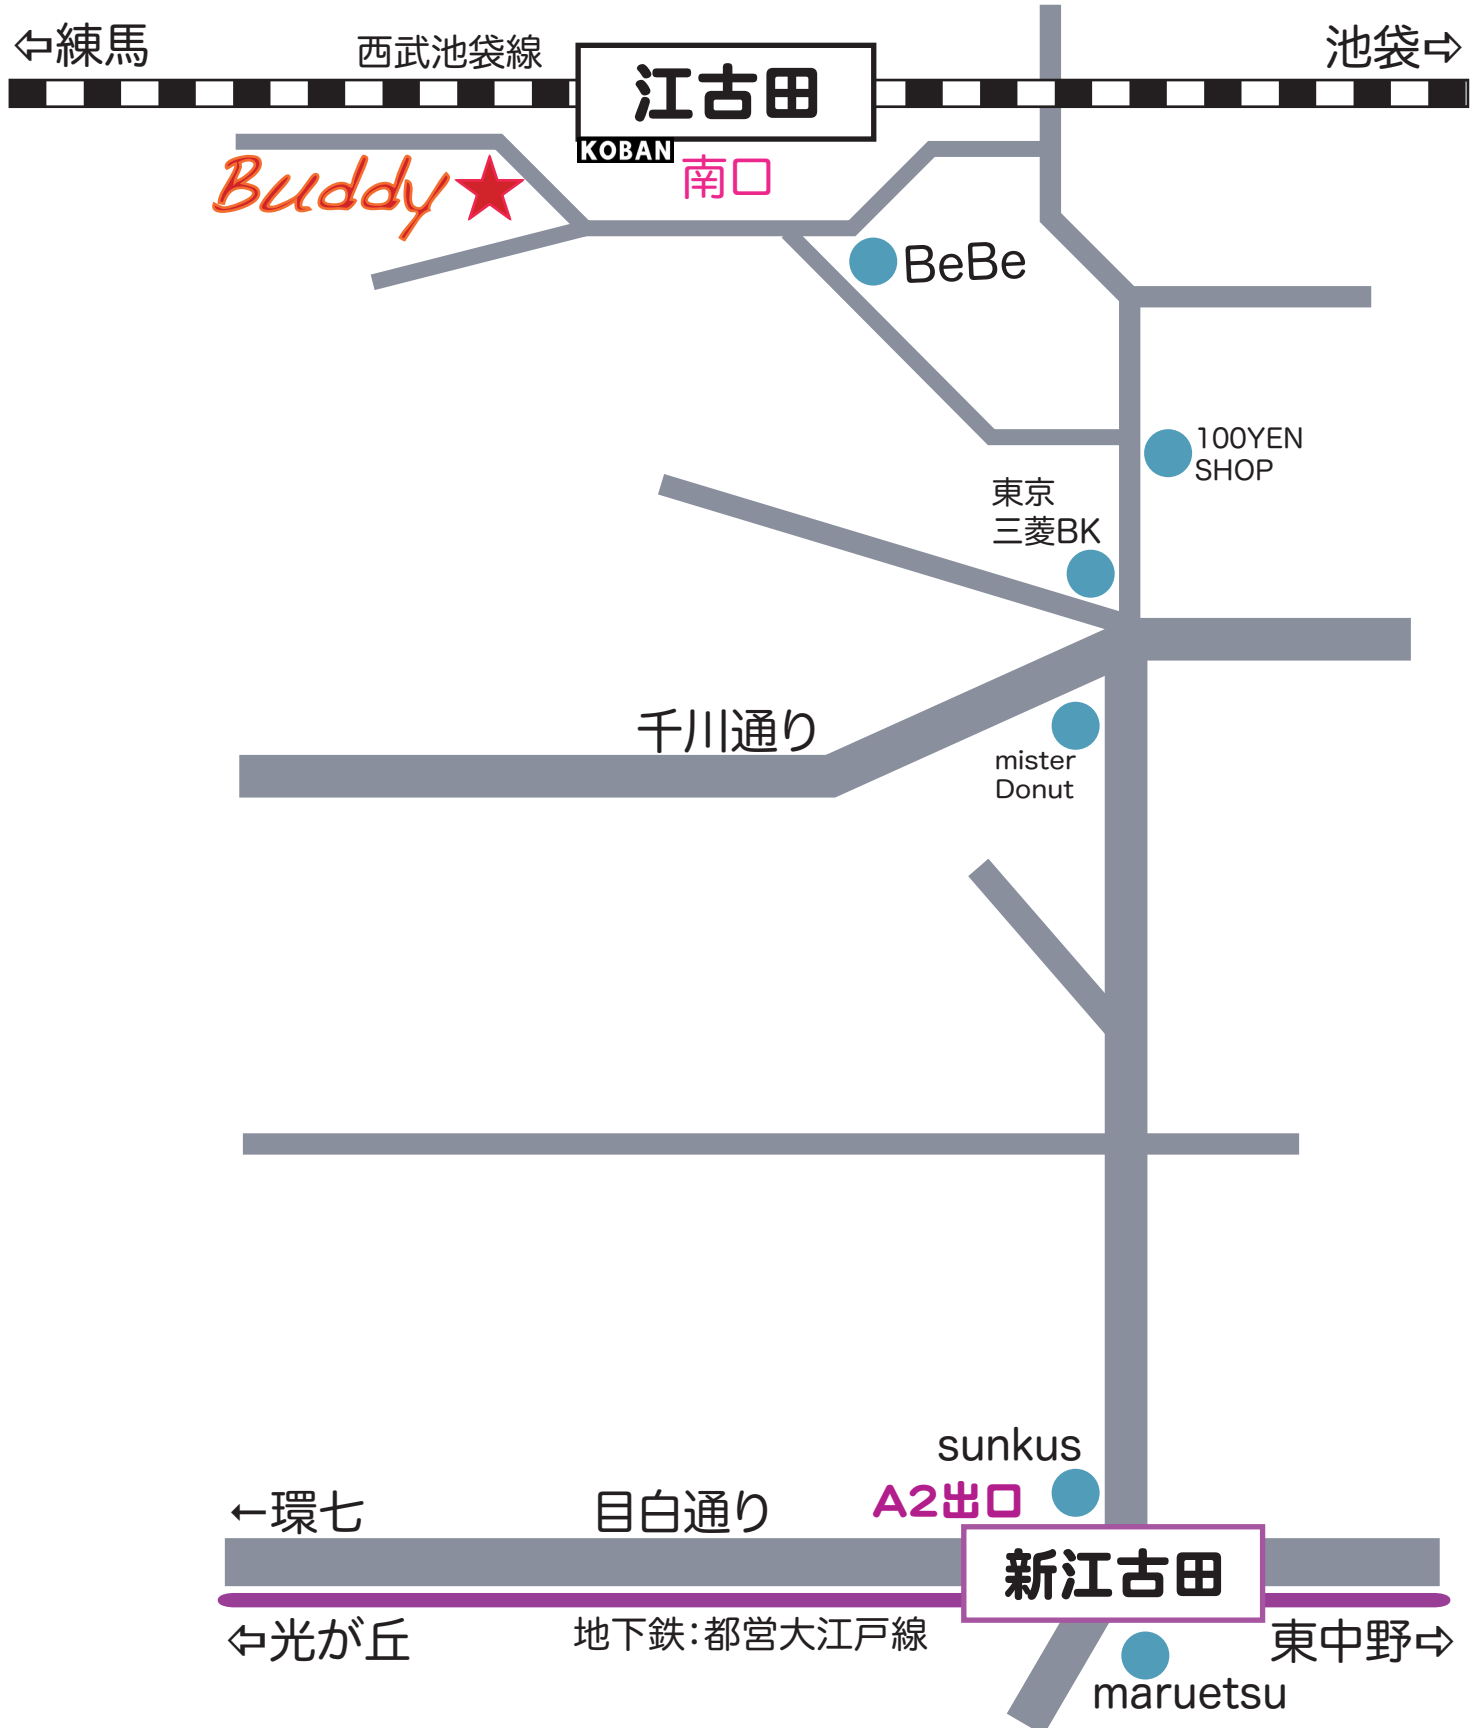 ⇦練馬
西武池袋線
江古田
池袋⇨
KOBAN
南口
Buddy
BeBe
100YEN
SHOP
東京
三菱BK
千川通り
mister
Donut
sunkus
A2出口
←環七
目白通り
新江古田
⇦光が丘
地下鉄：都営大江戸線
東中野⇨
maruetsu